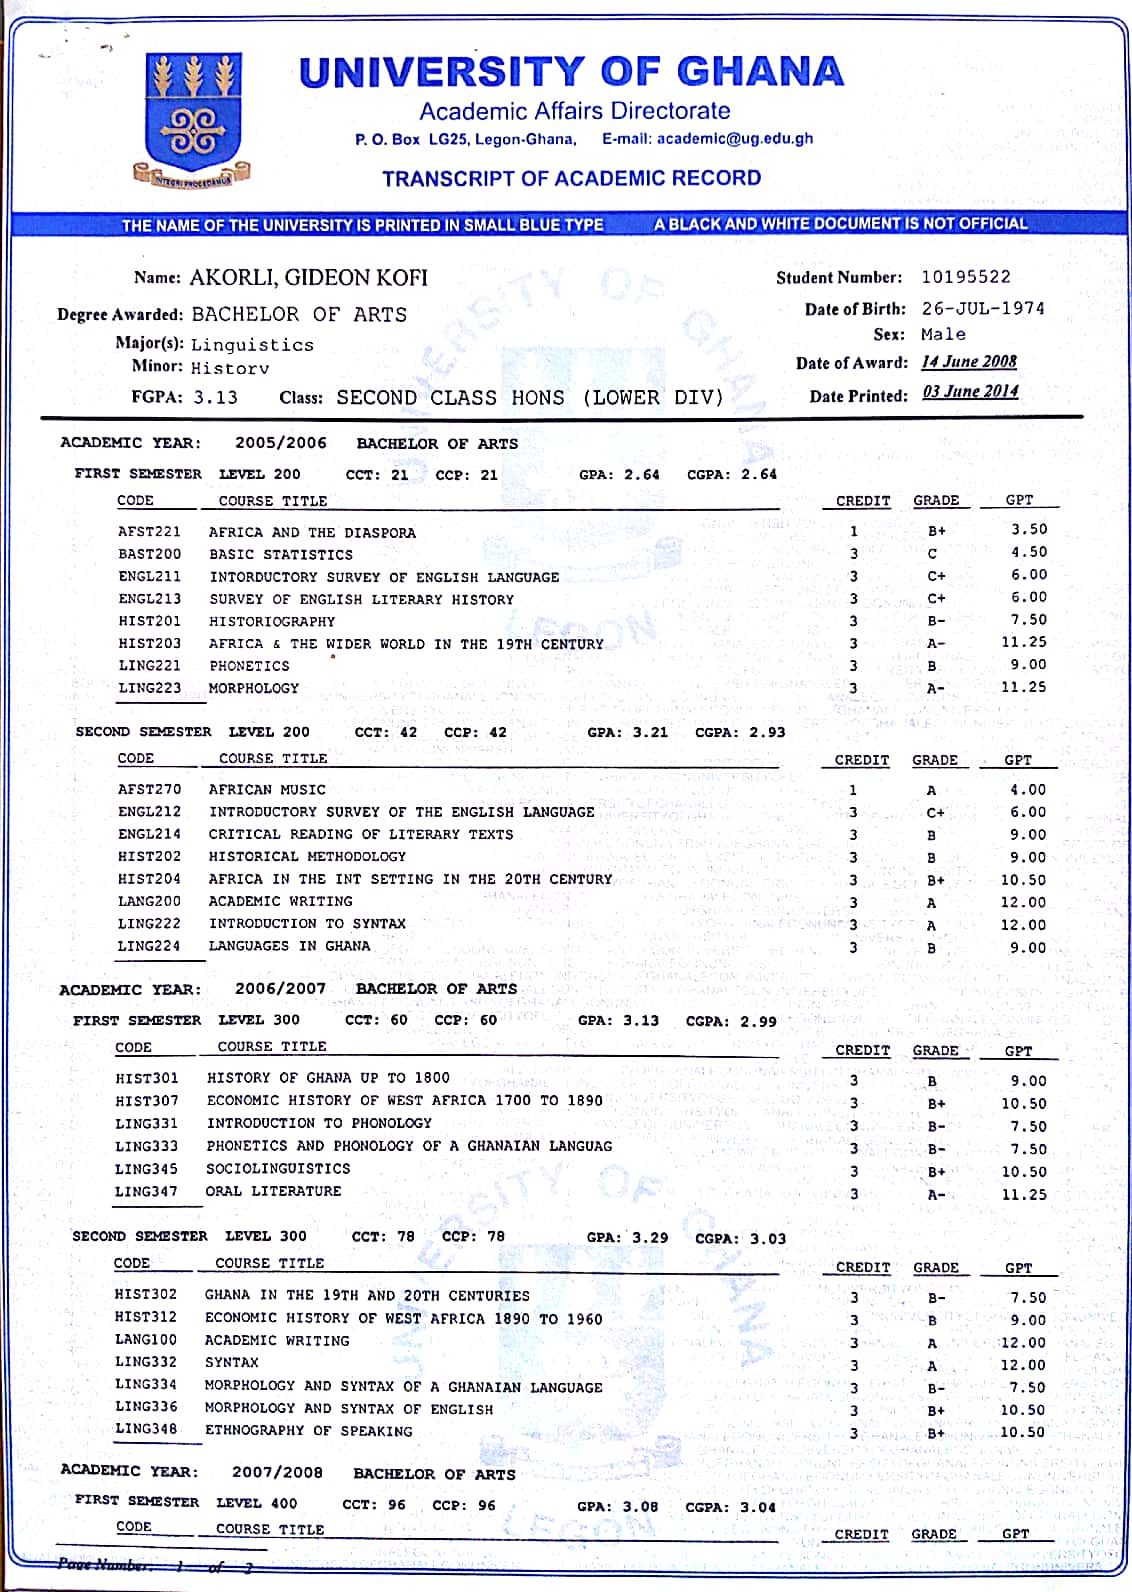 UNIVERSITY OF GHANA
Academic Affairs Directorate
P. O. Box LG25, Legon-Ghana, E-mail: academic@ug.edu.gh
INTEGRI PROCEDAMUS
TRANSCRIPT OF ACADEMIC RECORD
THE NAME OF THE UNIVERSITY IS PRINTED IN SMALL BLUE TYPE A BLACK AND WHITE DOCUMENT IS NOT OFFICIAL
Name: AKORLI, GIDEON KOFI Student Number: 10195522
Degree Awarded: BACHELOR OF ARTS Date of Birth: 26-JUL-1974
Major(s): Linguistics Sex: Male
Minor: History Date of Award: 14 June 2008
FGPA: 3.13 Class: SECOND CLASS HONS (LOWER DIV) Date Printed: 03 June 2014
ACADEMIC YEAR: 2005/2006 BACHELOR OF ARTS
FIRST SEMESTER LEVEL 200 CCT: 21 CCP: 21 GPA: 2.64 CGPA: 2.64
CODE COURSE TITLE CREDIT GRADE GPT
AFST221 AFRICA AND THE DIASPORA 1 B+ 3.50
BAST200 BASIC STATISTICS 3 C 4.50
ENGL211 INTORDUCTORY SURVEY OF ENGLISH LANGUAGE 3 C+ 6.00
ENGL213 SURVEY OF ENGLISH LITERARY HISTORY 3 C+ 6.00
HIST201 HISTORIOGRAPHY 3 B- 7.50
HIST203 AFRICA & THE WIDER WORLD IN THE 19TH CENTURY 3 A- 11.25
LING221 PHONETICS 3 B 9.00
LING223 MORPHOLOGY 3 A- 11.25
SECOND SEMESTER LEVEL 200 CCT: 42 CCP: 42 GPA: 3.21 CGPA: 2.93
CODE COURSE TITLE CREDIT GRADE GPT
AFST270 AFRICAN MUSIC 1 A 4.00
ENGL212 INTRODUCTORY SURVEY OF THE ENGLISH LANGUAGE 3 C+ 6.00
ENGL214 CRITICAL READING OF LITERARY TEXTS 3 B 9.00
HIST202 HISTORICAL METHODOLOGY 3 B 9.00
HIST204 AFRICA IN THE INT SETTING IN THE 20TH CENTURY 3 B+ 10.50
LANG200 ACADEMIC WRITING 3 A 12.00
LING222 INTRODUCTION TO SYNTAX 3 A 12.00
LING224 LANGUAGES IN GHANA 3 B 9.00
ACADEMIC YEAR: 2006/2007 BACHELOR OF ARTS
FIRST SEMESTER LEVEL 300 CCT: 60 CCP: 60 GPA: 3.13 CGPA: 2.99
CODE COURSE TITLE CREDIT GRADE GPT
HIST301 HISTORY OF GHANA UP TO 1800 3 B 9.00
HIST307 ECONOMIC HISTORY OF WEST AFRICA 1700 TO 1890 3 B+ 10.50
LING331 INTRODUCTION TO PHONOLOGY 3 B- 7.50
LING333 PHONETICS AND PHONOLOGY OF A GHANAIAN LANGUAG 3 B- 7.50
LING345 SOCIOLINGUISTICS 3 B+ 10.50
LING347 ORAL LITERATURE 3 A- 11.25
SECOND SEMESTER LEVEL 300 CCT: 78 CCP: 78 GPA: 3.29 CGPA: 3.03
CODE COURSE TITLE CREDIT GRADE GPT
HIST302 GHANA IN THE 19TH AND 20TH CENTURIES 3 B- 7.50
HIST312 ECONOMIC HISTORY OF WEST AFRICA 1890 TO 1960 3 B 9.00
LANG100 ACADEMIC WRITING 3 A 12.00
LING332 SYNTAX 3 A 12.00
LING334 MORPHOLOGY AND SYNTAX OF A GHANAIAN LANGUAGE 3 B- 7.50
LING336 MORPHOLOGY AND SYNTAX OF ENGLISH 3 B+ 10.50
LING348 ETHNOGRAPHY OF SPEAKING 3 B+ 10.50
ACADEMIC YEAR: 2007/2008 BACHELOR OF ARTS
FIRST SEMESTER LEVEL 400 CCT: 96 CCP: 96 GPA: 3.08 CGPA: 3.04
CODE COURSE TITLE CREDIT GRADE GPT
Page Number: 1 of 2